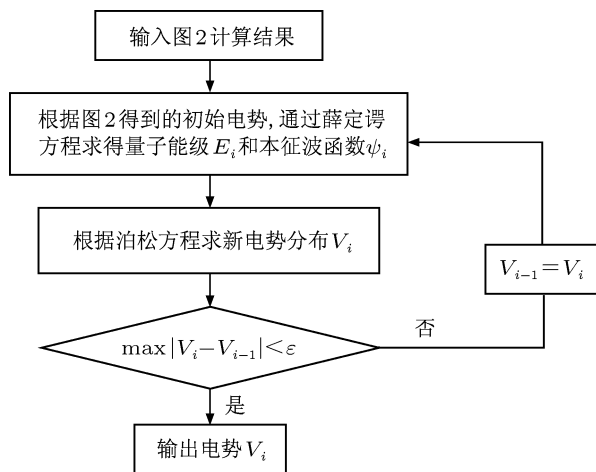 输入图2计算结果
根据图2得到的初始电势,通过薛定谔
方程求得量子能级 E_i 和本征波函数 ψ_i
根据泊松方程求新电势分布 V_i
V_{i-1}=V_i
max |V_i-V_{i-1}|<ε
否
是
输出电势 V_i